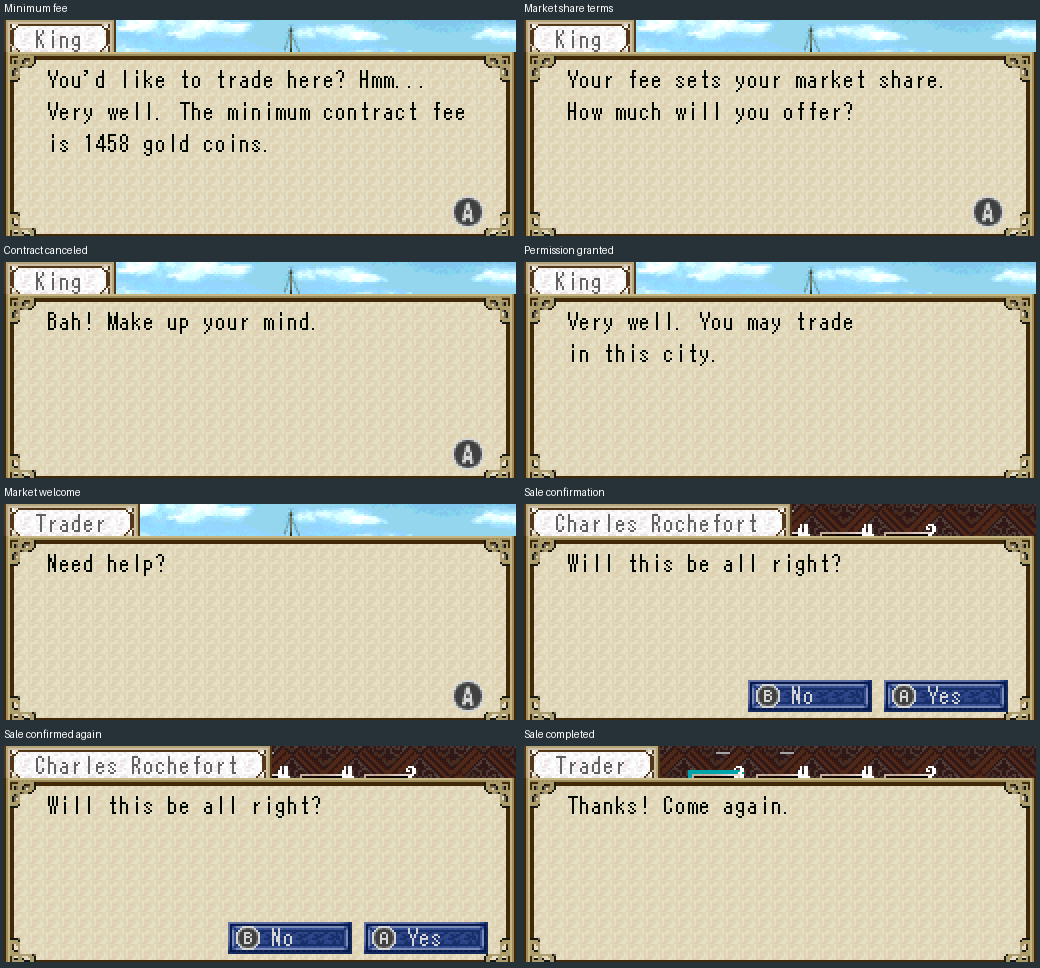 Minimum fee
King
You'd like to trade here? Hmm...
Very well. The minimum contract fee
is 1458 gold coins.
A
Market share terms
King
Your fee sets your market share.
How much will you offer?
A
Contract canceled
King
Bah! Make up your mind.
A
Permission granted
King
Very well. You may trade
in this city.
Market welcome
Trader
Need help?
A
Sale confirmation
Charles Rochefort
Will this be all right?
B No
A Yes
Sale confirmed again
Charles Rochefort
Will this be all right?
B No
A Yes
Sale completed
Trader
Thanks! Come again.